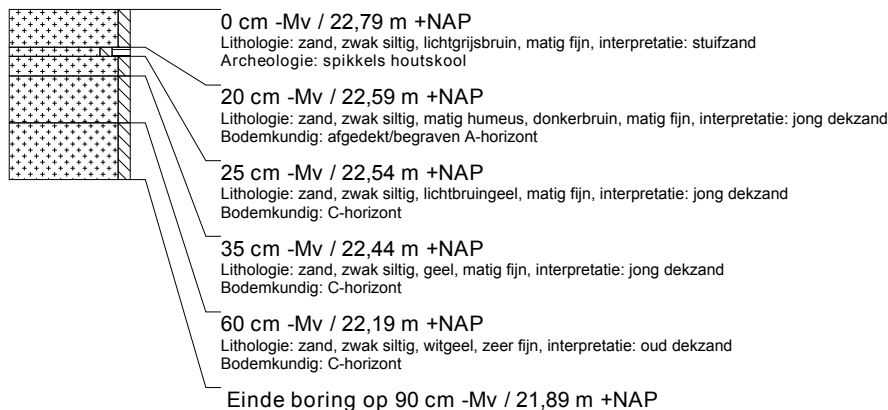 0 cm -Mv / 22,79 m +NAP
Lithologie: zand, zwak siltig, lichtgrijsbruin, matig fijn, interpretatie: stuifzand
Archeologie: spikkels houtskool
20 cm -Mv / 22,59 m +NAP
Lithologie: zand, zwak siltig, matig humeus, donkerbruin, matig fijn, interpretatie: jong dekzand
Bodemkundig: afgedekt/begraven A-horizont
25 cm -Mv / 22,54 m +NAP
Lithologie: zand, zwak siltig, lichtbruingeel, matig fijn, interpretatie: jong dekzand
Bodemkundig: C-horizont
35 cm -Mv / 22,44 m +NAP
Lithologie: zand, zwak siltig, geel, matig fijn, interpretatie: jong dekzand
Bodemkundig: C-horizont
60 cm -Mv / 22,19 m +NAP
Lithologie: zand, zwak siltig, witgeel, zeer fijn, interpretatie: oud dekzand
Bodemkundig: C-horizont
Einde boring op 90 cm -Mv / 21,89 m +NAP